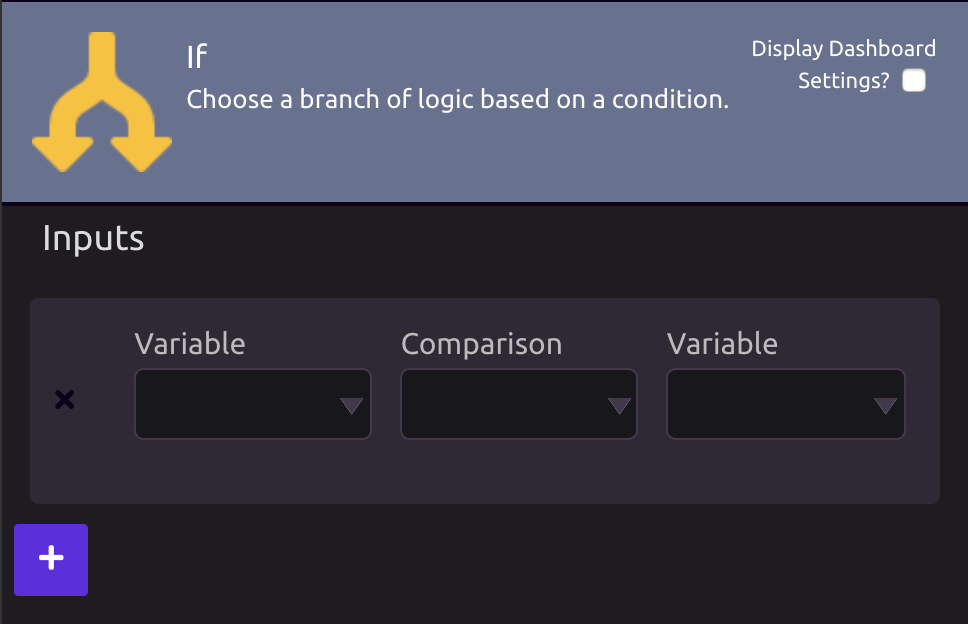 If
Choose a branch of logic based on a condition.
Display Dashboard
Settings?
Inputs
Variable
Comparison
Variable